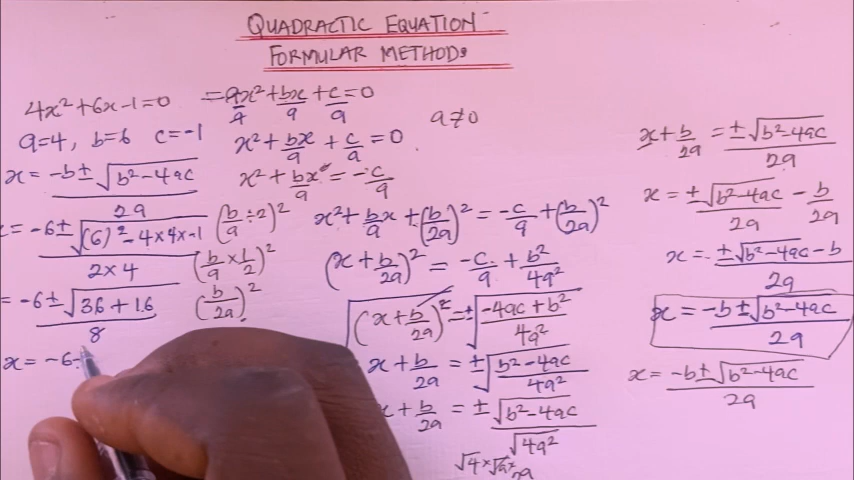 QUADRACTIC EQUATION
FORMULAR METHOD
4x²+6x-1=0
a=4, b=6 c=-1
x= -b±√b²-4ac / 2a
x= -6±√(6)²-4×4×-1 / 2×4
= -6±√36+16 / 8
x= -6
= ax²/a + bx/a + c/a = 0
a≠0
x²+bx/a + c/a = 0
x²+bx/a = -c/a
(b/a ÷ 2)²
(b/a × 1/2)²
(b/2a)²
x²+b/a x+(b/2a)² = -c/a + (b/2a)²
(x+b/2a)² = -c/a + b²/4a²
(x+b/2a)² = ±√-4ac+b² / 4a²
x+b/2a = ±√b²-4ac / 4a²
x+b/2a = ±√b²-4ac / √4a²
√4×√a² 2a
x+b/2a = ±√b²-4ac / 2a
x= ±√b²-4ac / 2a - b/2a
x= ±√b²-4ac -b / 2a
x= -b±√b²-4ac / 2a
x= -b±√b²-4ac / 2a